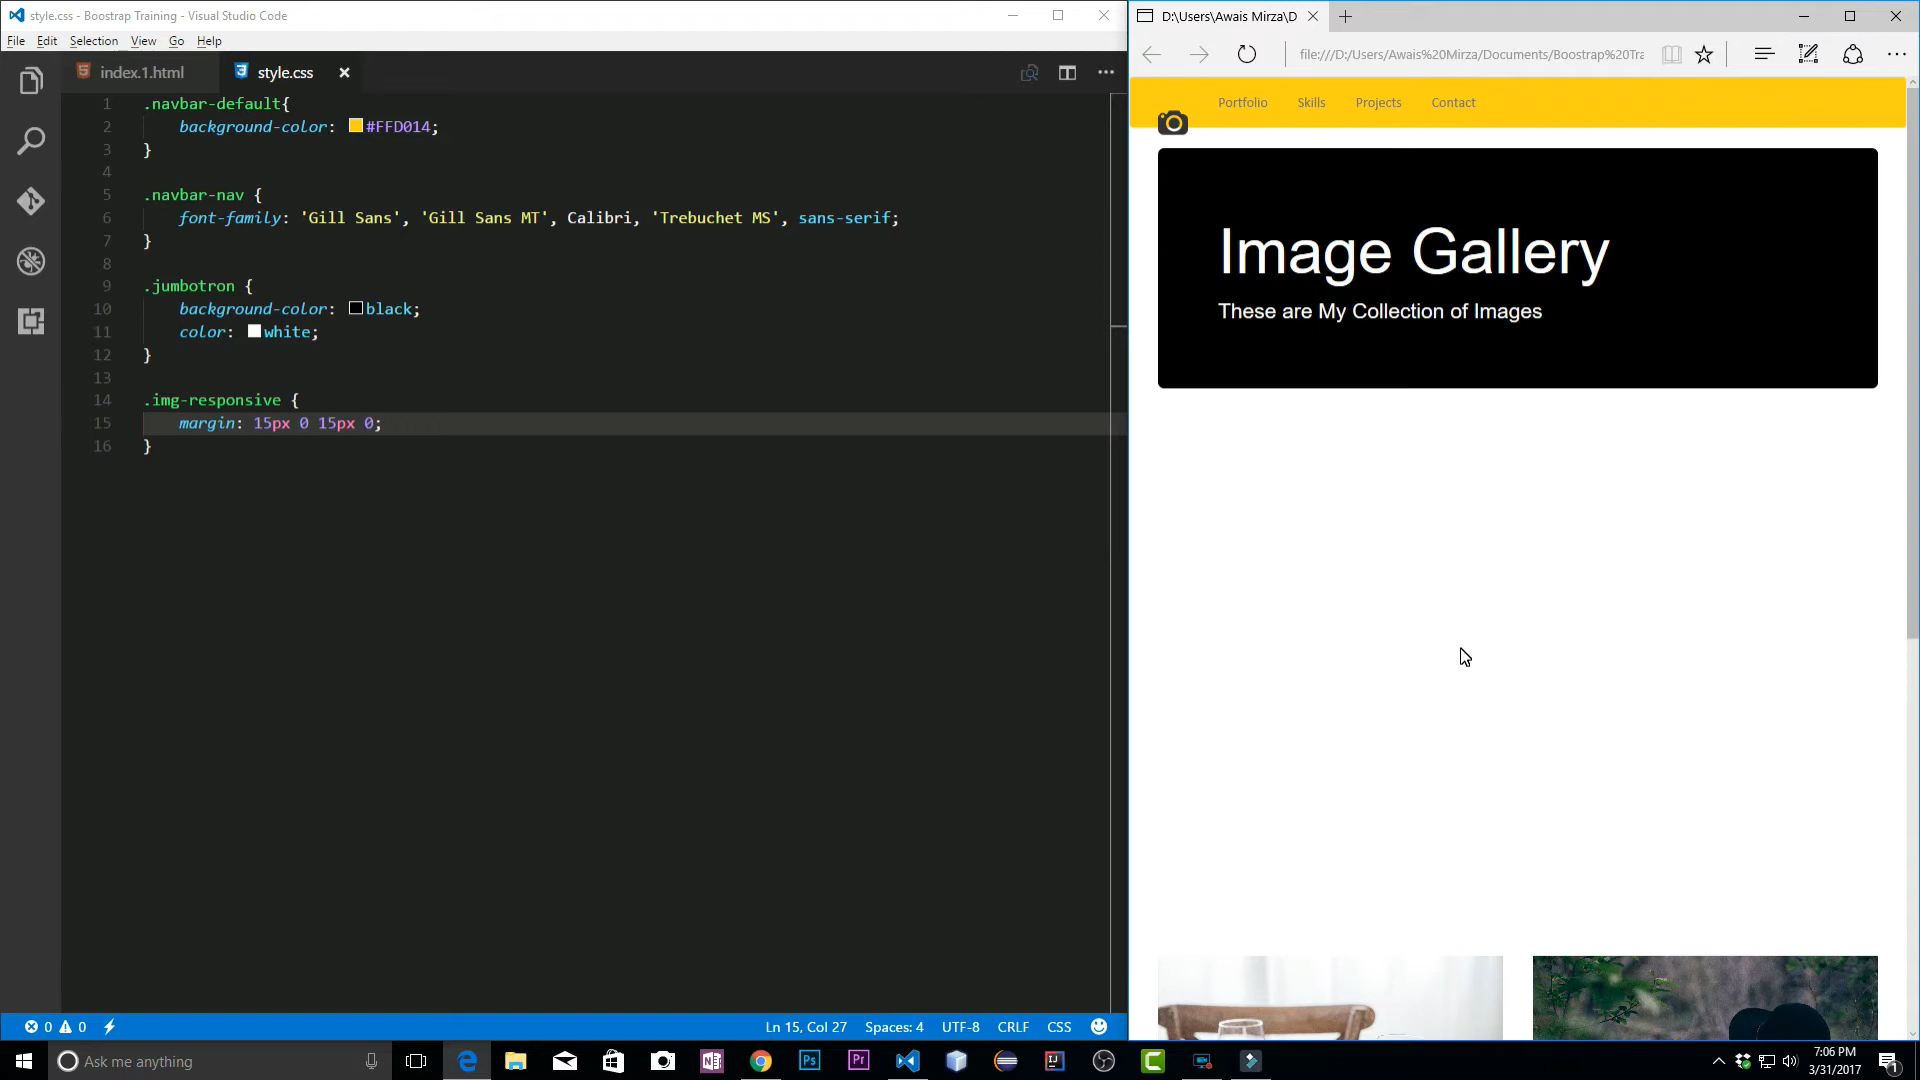 style.css - Boostrap Training - Visual Studio Code
File Edit Selection View Go Help
index.1.html
style.css
1 .navbar-default{
2 background-color: #FFD014;
3 }
4
5 .navbar-nav {
6 font-family: 'Gill Sans', 'Gill Sans MT', Calibri, 'Trebuchet MS', sans-serif;
7 }
8
9 .jumbotron {
10 background-color: black;
11 color: white;
12 }
13
14 .img-responsive {
15 margin: 15px 0 15px 0;
16 }
0 0
Ln 15, Col 27 Spaces: 4 UTF-8 CRLF CSS
D:\Users\Awais Mirza\D
file:///D:/Users/Awais%20Mirza/Documents/Boostrap%20Tra
Portfolio Skills Projects Contact
Image Gallery
These are My Collection of Images
Ask me anything
Ps
Pr
7:06 PM
3/31/2017
1